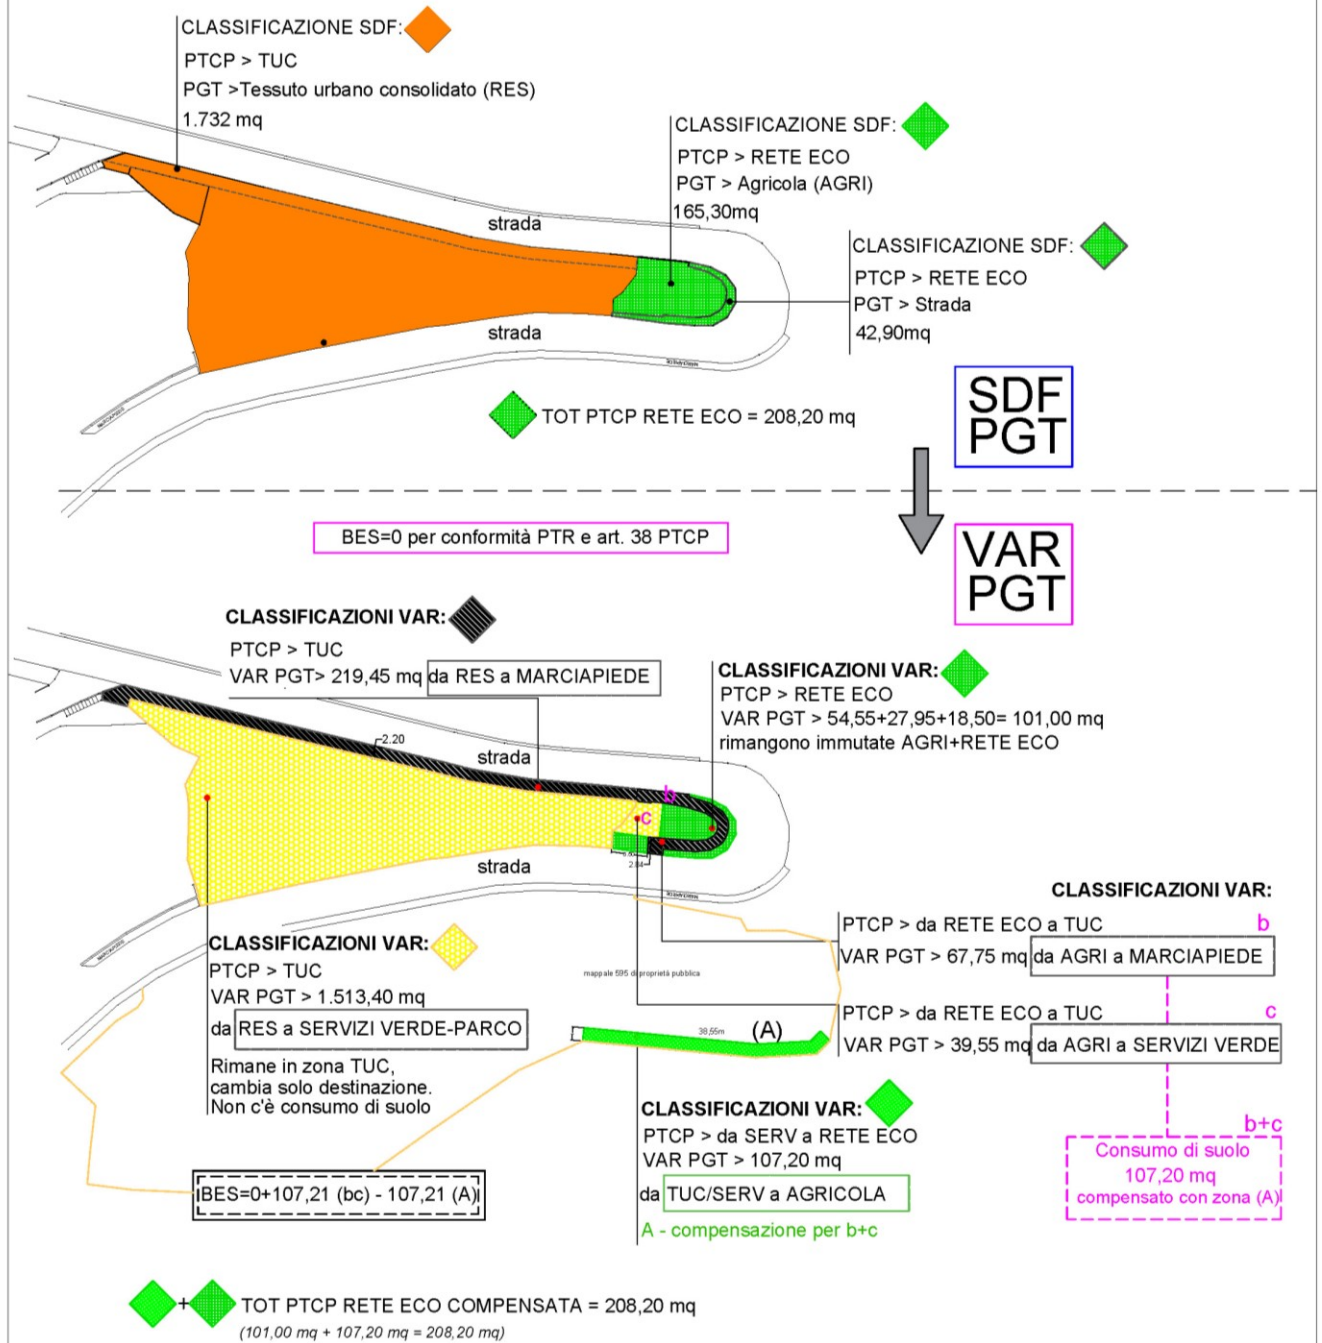 CLASSIFICAZIONE SDF:
PTCP > TUC
PGT >Tessuto urbano consolidato (RES)
1.732 mq
CLASSIFICAZIONE SDF:
PTCP > RETE ECO
PGT > Agricola (AGRI)
165,30mq
CLASSIFICAZIONE SDF:
PTCP > RETE ECO
PGT > Strada
42,90mq
strada
strada
TOT PTCP RETE ECO = 208,20 mq
SDF
PGT
BES=0 per conformità PTR e art. 38 PTCP
VAR
PGT
CLASSIFICAZIONI VAR:
PTCP > TUC
VAR PGT> 219,45 mq da RES a MARCIAPIEDE
CLASSIFICAZIONI VAR:
PTCP > RETE ECO
VAR PGT > 54,55+27,95+18,50= 101,00 mq
rimangono immutate AGRI+RETE ECO
2.20
strada
b
c
strada
CLASSIFICAZIONI VAR:
PTCP > da RETE ECO a TUC
b
VAR PGT > 67,75 mq da AGRI a MARCIAPIEDE
PTCP > da RETE ECO a TUC
c
VAR PGT > 39,55 mq da AGRI a SERVIZI VERDE
CLASSIFICAZIONI VAR:
PTCP > TUC
VAR PGT > 1.513,40 mq
da RES a SERVIZI VERDE-PARCO
Rimane in zona TUC,
cambia solo destinazione.
Non c'è consumo di suolo
mappale 595 di proprietà pubblica
38,55m
(A)
CLASSIFICAZIONI VAR:
PTCP > da SERV a RETE ECO
VAR PGT > 107,20 mq
da TUC/SERV a AGRICOLA
A - compensazione per b+c
b+c
Consumo di suolo
107,20 mq
compensato con zona (A)
BES=0+107,21 (bc) - 107,21 (A)
+ TOT PTCP RETE ECO COMPENSATA = 208,20 mq
(101,00 mq + 107,20 mq = 208,20 mq)